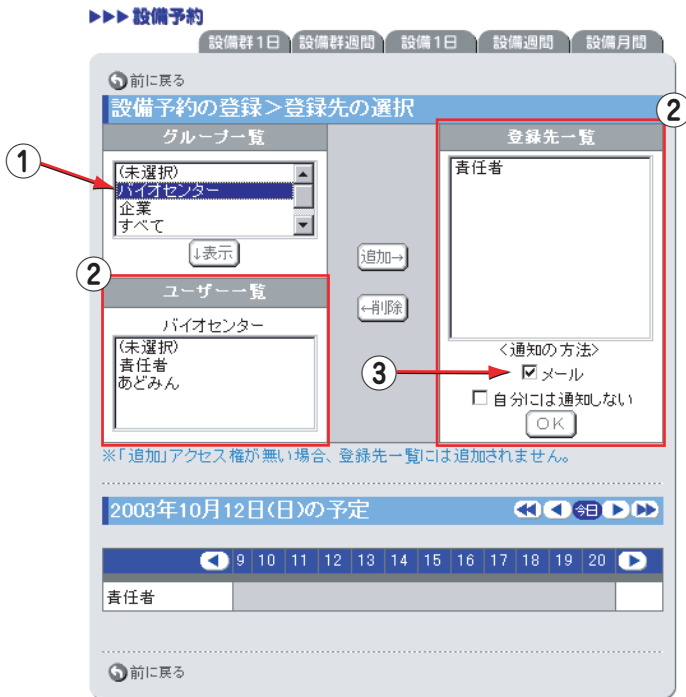 ▶▶▶設備予約
設備群1日 設備群週間 設備1日 設備週間 設備月間
前に戻る
設備予約の登録＞登録先の選択
②
グループ一覧
登録先一覧
①
(未選択)
バイオセンター
企業
すべて
責任者
↓表示
追加→
②
ユーザー一覧
←削除
バイオセンター
(未選択)
責任者
あどみん
<通知の方法>
③
メール
自分には通知しない
OK
※「追加」アクセス権が無い場合、登録先一覧には追加されません。
2003年10月12日(日)の予定
今日
9 10 11 12 13 14 15 16 17 18 19 20
責任者
前に戻る